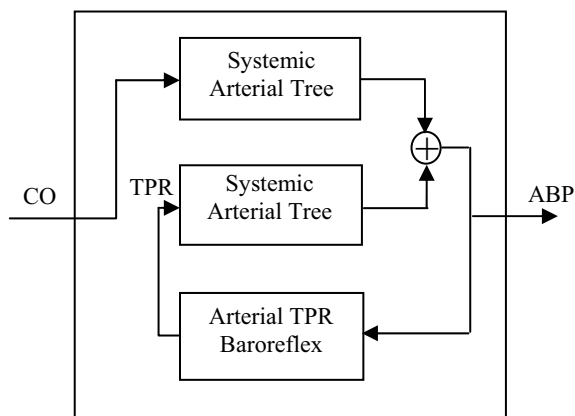 Systemic
Arterial Tree
CO
TPR
Systemic
Arterial Tree
ABP
Arterial TPR
Baroreflex